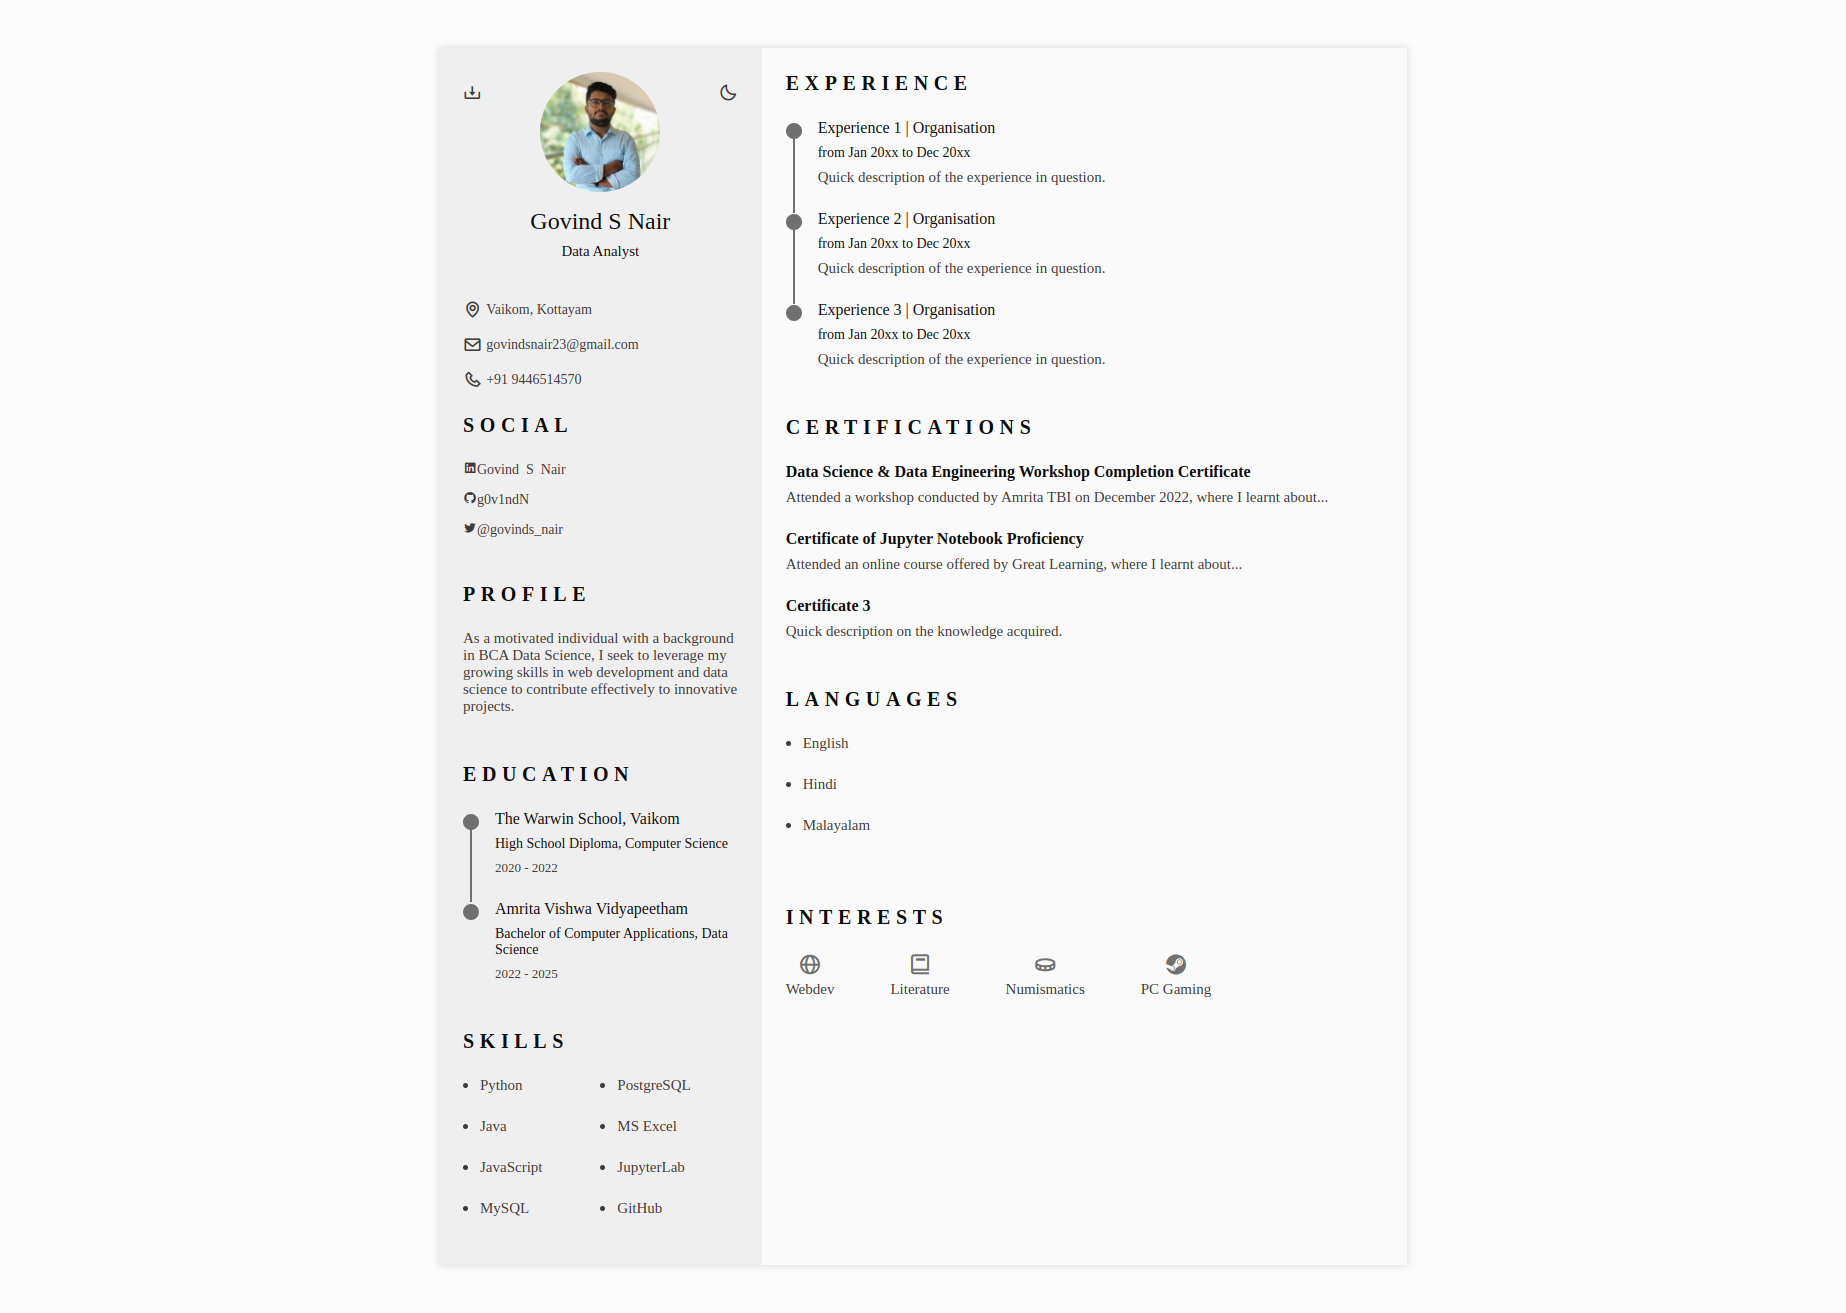 Govind S Nair
Data Analyst
Vaikom, Kottayam
govindsnair23@gmail.com
+91 9446514570
SOCIAL
Govind S Nair
g0v1ndN
@govinds_nair
PROFILE
As a motivated individual with a background
in BCA Data Science, I seek to leverage my
growing skills in web development and data
science to contribute effectively to innovative
projects.
EDUCATION
The Warwin School, Vaikom
High School Diploma, Computer Science
2020 - 2022
Amrita Vishwa Vidyapeetham
Bachelor of Computer Applications, Data
Science
2022 - 2025
SKILLS
Python
Java
JavaScript
MySQL
PostgreSQL
MS Excel
JupyterLab
GitHub
EXPERIENCE
Experience 1 | Organisation
from Jan 20xx to Dec 20xx
Quick description of the experience in question.
Experience 2 | Organisation
from Jan 20xx to Dec 20xx
Quick description of the experience in question.
Experience 3 | Organisation
from Jan 20xx to Dec 20xx
Quick description of the experience in question.
CERTIFICATIONS
Data Science & Data Engineering Workshop Completion Certificate
Attended a workshop conducted by Amrita TBI on December 2022, where I learnt about...
Certificate of Jupyter Notebook Proficiency
Attended an online course offered by Great Learning, where I learnt about...
Certificate 3
Quick description on the knowledge acquired.
LANGUAGES
English
Hindi
Malayalam
INTERESTS
Webdev
Literature
Numismatics
PC Gaming